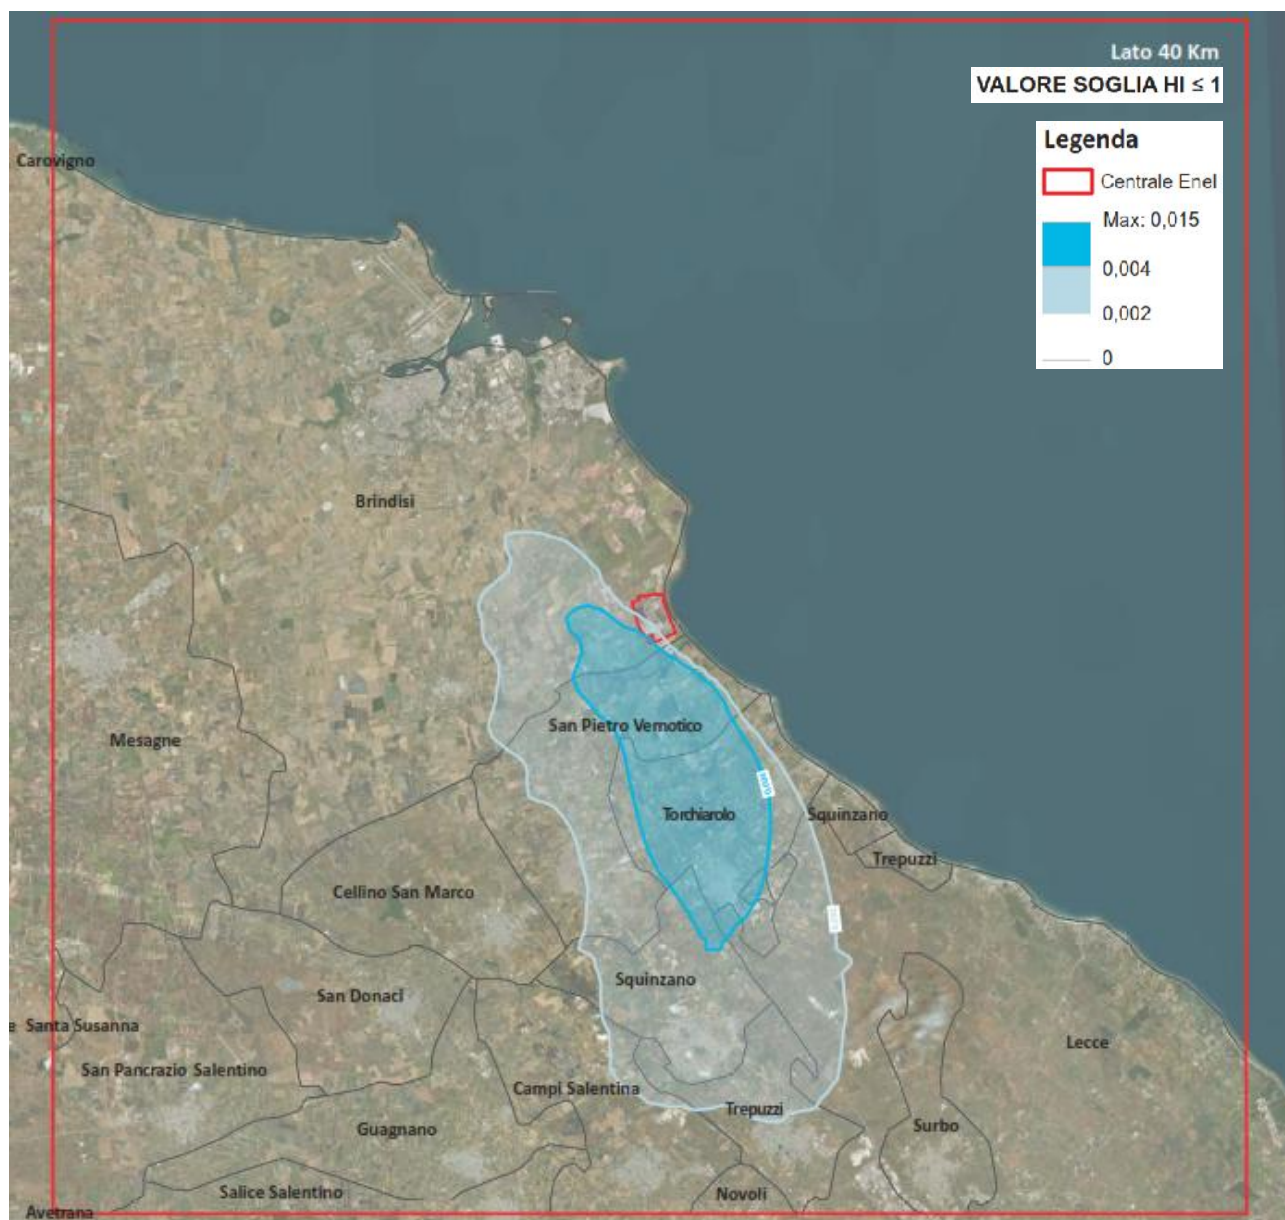 Lato 40 Km
VALORE SOGLIA HI ≤ 1
Legenda
Centrale Enel
Max: 0,015
0,004
0,002
0
Carovigno
Brindisi
San Pietro Vernotico
Mesagne
Torchiarolo
Squinzano
Trepuzzi
Cellino San Marco
Squinzano
San Donaci
e Santa Susanna
Lecce
San Pancrazio Salentino
Campi Salentina
Trepuzzi
Guagnano
Surbo
Salice Salentino
Novoli
Avetrana